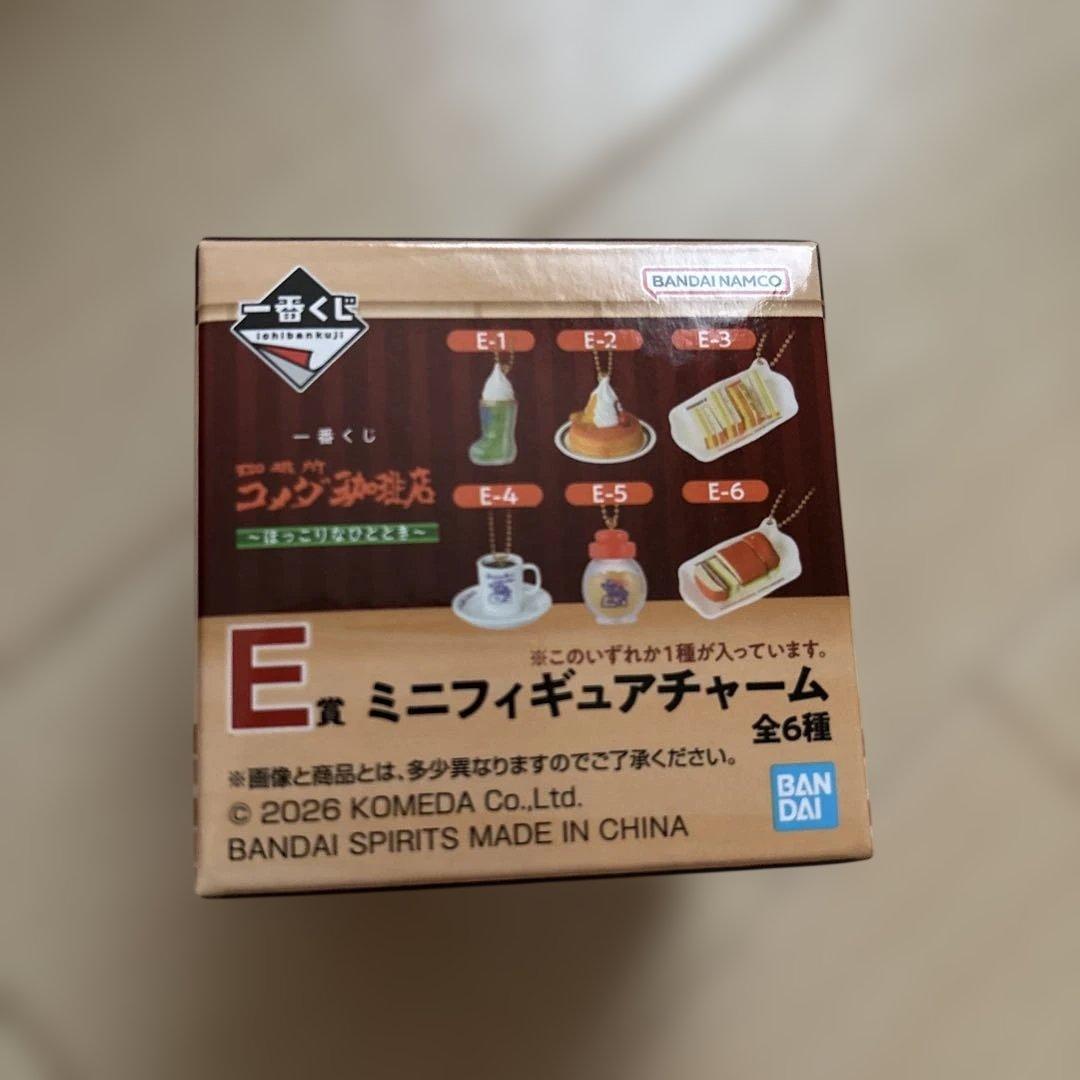 一番くじ
ichibankuji
BANDAI NAMCO
E-1
E-2
E-3
一番くじ
珈琲所
コメダ珈琲店
～ほっこりなひととき～
E-4
E-5
E-6
※このいずれか1種が入っています。
E賞 ミニフィギュアチャーム
全6種
※画像と商品とは、多少異なりますのでご了承ください。
© 2026 KOMEDA Co.,Ltd.
BANDAI SPIRITS MADE IN CHINA
BAN
DAI